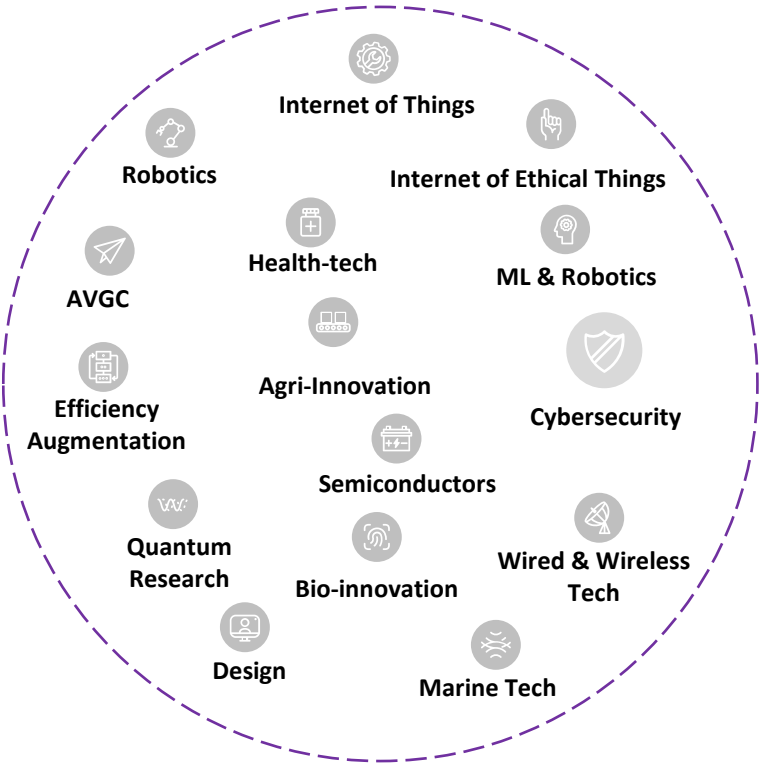 Internet of Things
Robotics
Internet of Ethical Things
Health-tech
ML & Robotics
AVGC
Agri-Innovation
Efficiency
Augmentation
Cybersecurity
Semiconductors
Quantum
Research
Bio-innovation
Wired & Wireless
Tech
Design
Marine Tech